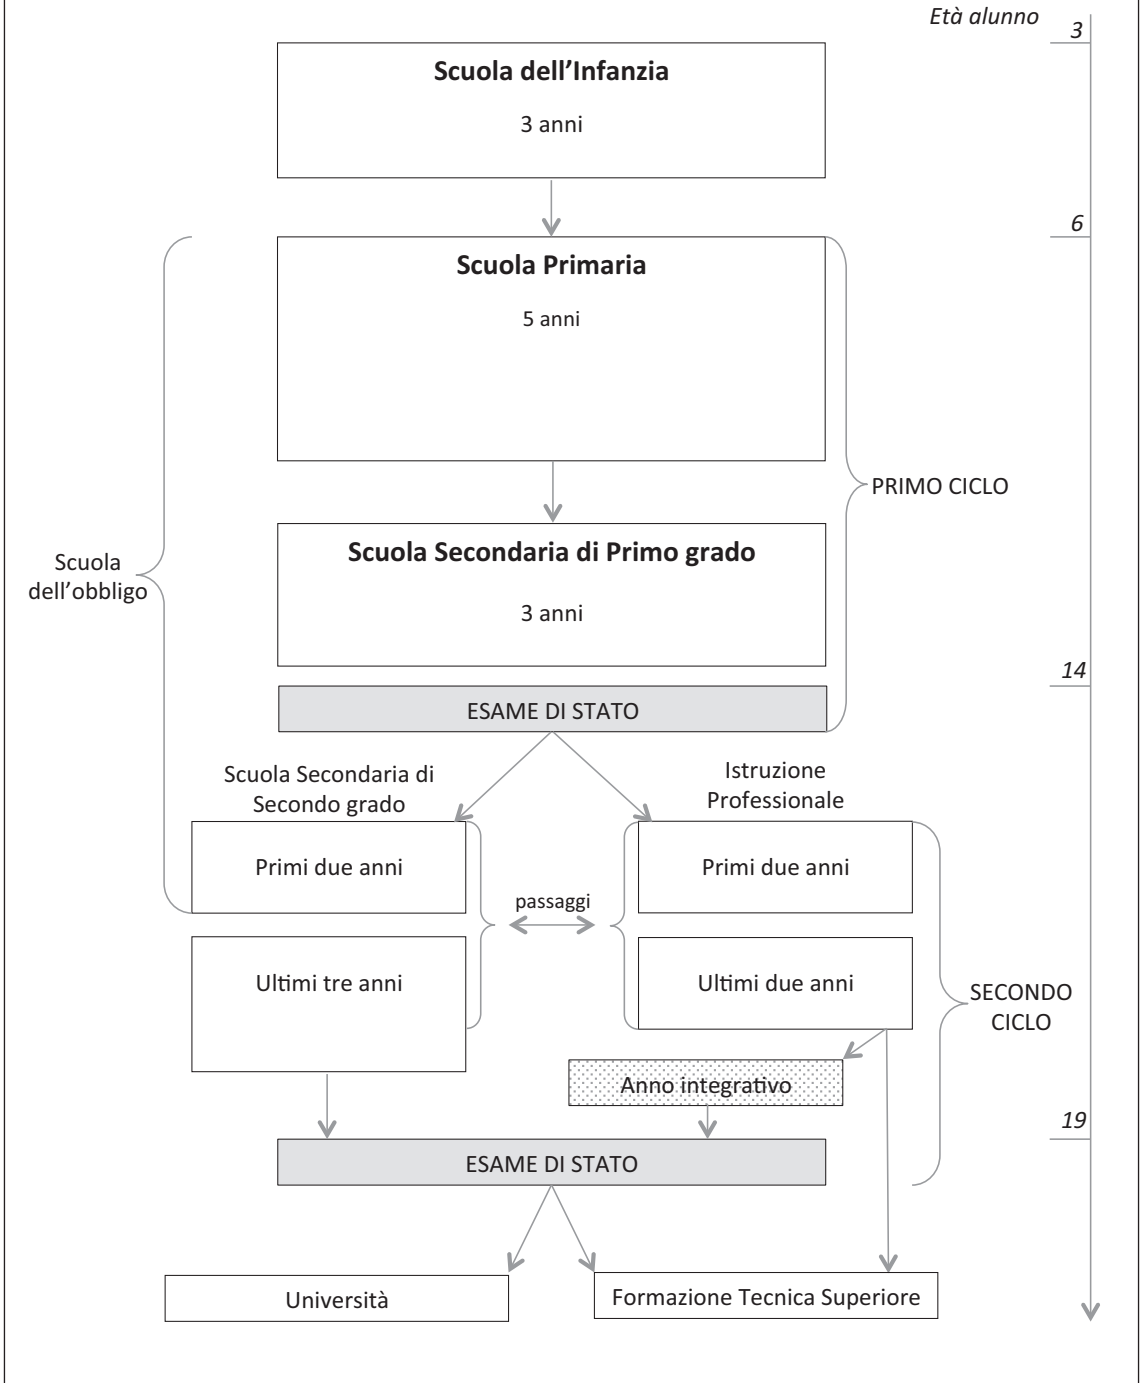 Età alunno
3
Scuola dell’Infanzia
3 anni
6
Scuola Primaria
5 anni
PRIMO CICLO
Scuola Secondaria di Primo grado
Scuola
dell’obbligo
3 anni
14
ESAME DI STATO
Scuola Secondaria di
Secondo grado
Istruzione
Professionale
Primi due anni
Primi due anni
passaggi
Ultimi tre anni
Ultimi due anni
SECONDO
CICLO
Anno integrativo
19
ESAME DI STATO
Università
Formazione Tecnica Superiore